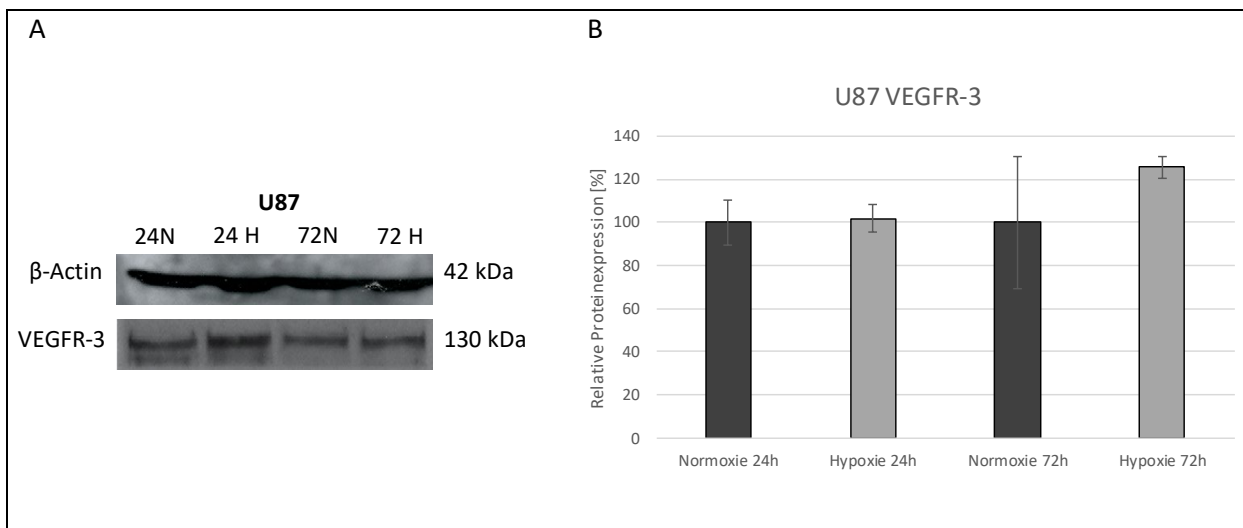 A
U87
24N 24 H 72N 72 H
β-Actin 42 kDa
VEGFR-3 130 kDa
B
U87 VEGFR-3
Relative Proteinexpression [%]
140
120
100
80
60
40
20
0
Normoxie 24h Hypoxie 24h Normoxie 72h Hypoxie 72h